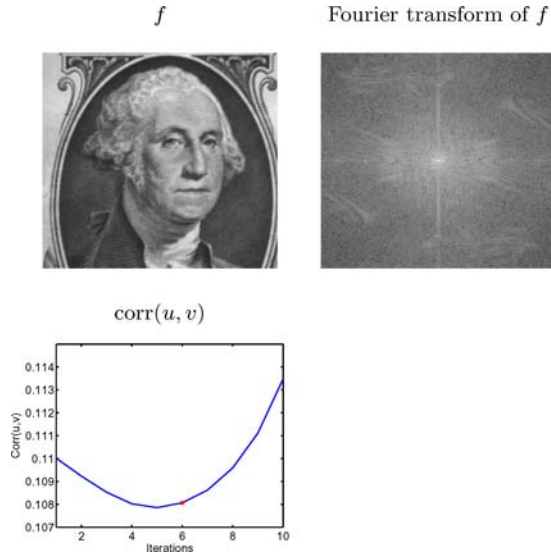 f
Fourier transform of f
corr(u, v)
0.114
0.113
0.112
0.111
0.11
0.109
0.108
0.107
Corr(u,v)
2 4 6 8 10
Iterations